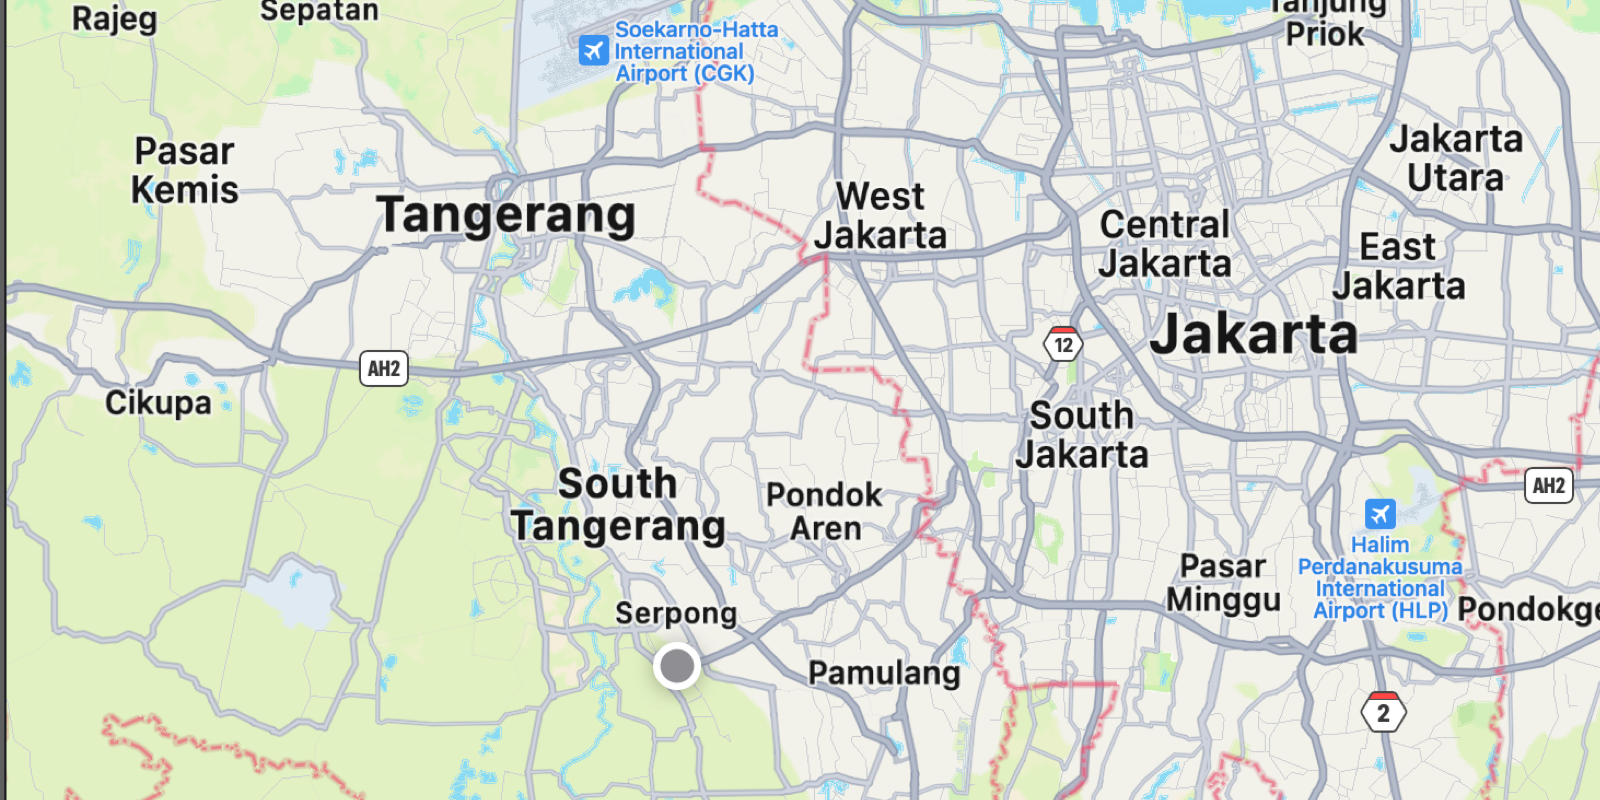 Rajeg
Sepatan
Soekarno-Hatta
International
Airport (CGK)
Tanjung
Priok
Pasar
Kemis
Tangerang
West
Jakarta
Central
Jakarta
Jakarta
Utara
East
Jakarta
Jakarta
12
AH2
Cikupa
South
Jakarta
South
Tangerang
Pondok
Aren
AH2
Halim
Perdanakusuma
International
Airport (HLP)
Pasar
Minggu
Pondokge
Serpong
Pamulang
2